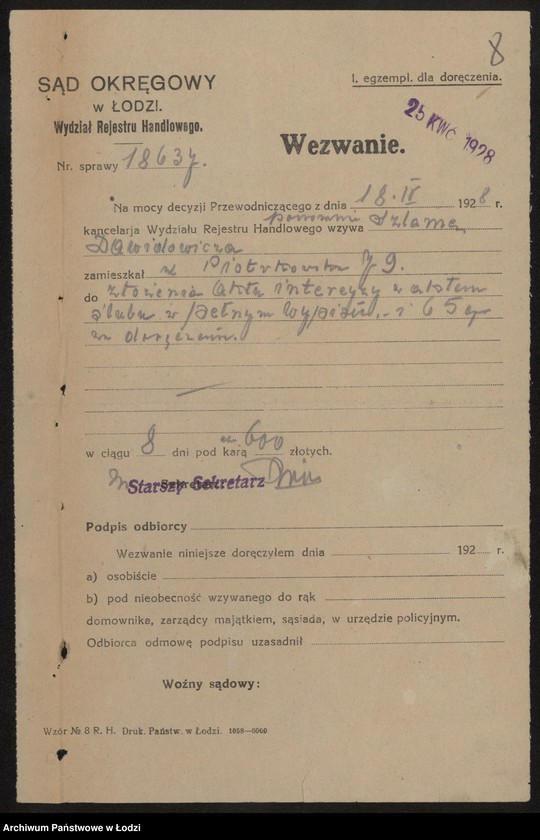 8
SĄD OKRĘGOWY
w ŁODZI.
Wydział Rejestru Handlowego.
I. egzempl. dla doręczenia.
25 KWC 1928
Wezwanie.
Nr. sprawy 18637.
Na mocy decyzji Przewodniczącego z dnia 18.IV 1928 r.
ponownie
kancelarja Wydziału Rejestru Handlowego wzywa Szlama
Dawidowicza
zamieszkał Piotrkowska 79.
do złożenia aktu intercyzy z aktem
ślubu w pełnym wypisie i 65 gr
za doręczenie.
w ciągu 8 dni pod karą 600 złotych.
Starszy Sekretarz
Podpis odbiorcy
Wezwanie niniejsze doręczyłem dnia 192 r.
a) osobiście
b) pod nieobecność wzywanego do rąk
domownika, zarządcy majątkiem, sąsiada, w urzędzie policyjnym.
Odbiorca odmowę podpisu uzasadnił
Woźny sądowy:
Wzór № 8 R. H. Druk. Państw. w Łodzi. 1058—6000
Archiwum Państwowe w Łodzi